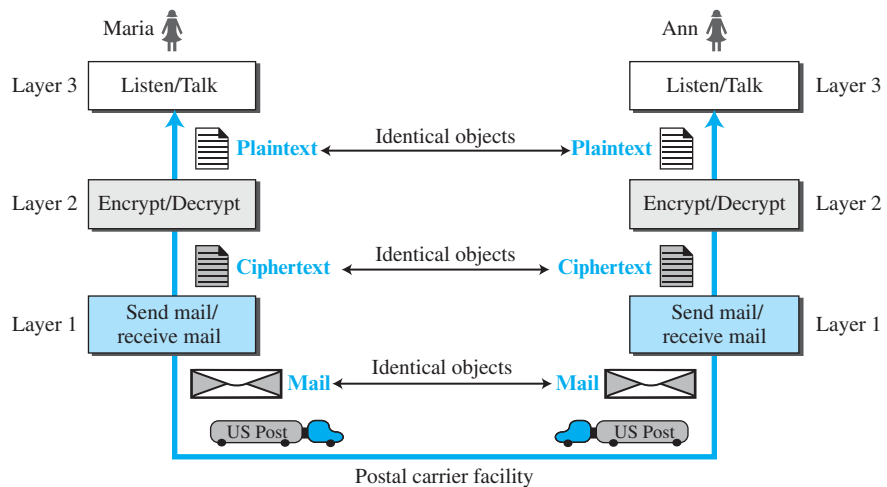 Maria
Ann
Layer 3
Listen/Talk
Listen/Talk
Layer 3
Plaintext
Identical objects
Plaintext
Layer 2
Encrypt/Decrypt
Encrypt/Decrypt
Layer 2
Ciphertext
Identical objects
Ciphertext
Layer 1
Send mail/
receive mail
Send mail/
receive mail
Layer 1
Mail
Identical objects
Mail
US Post
US Post
Postal carrier facility